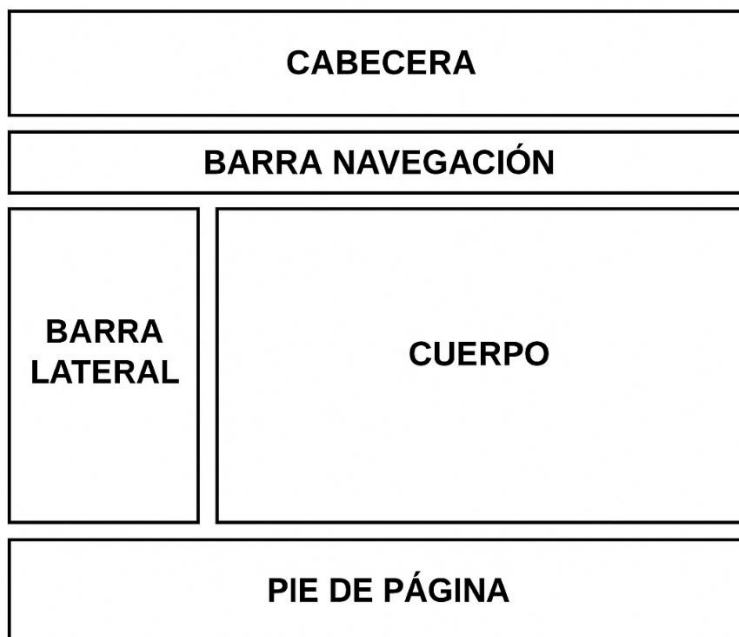 CABECERA
BARRA NAVEGACIÓN
BARRA
LATERAL
CUERPO
PIE DE PÁGINA